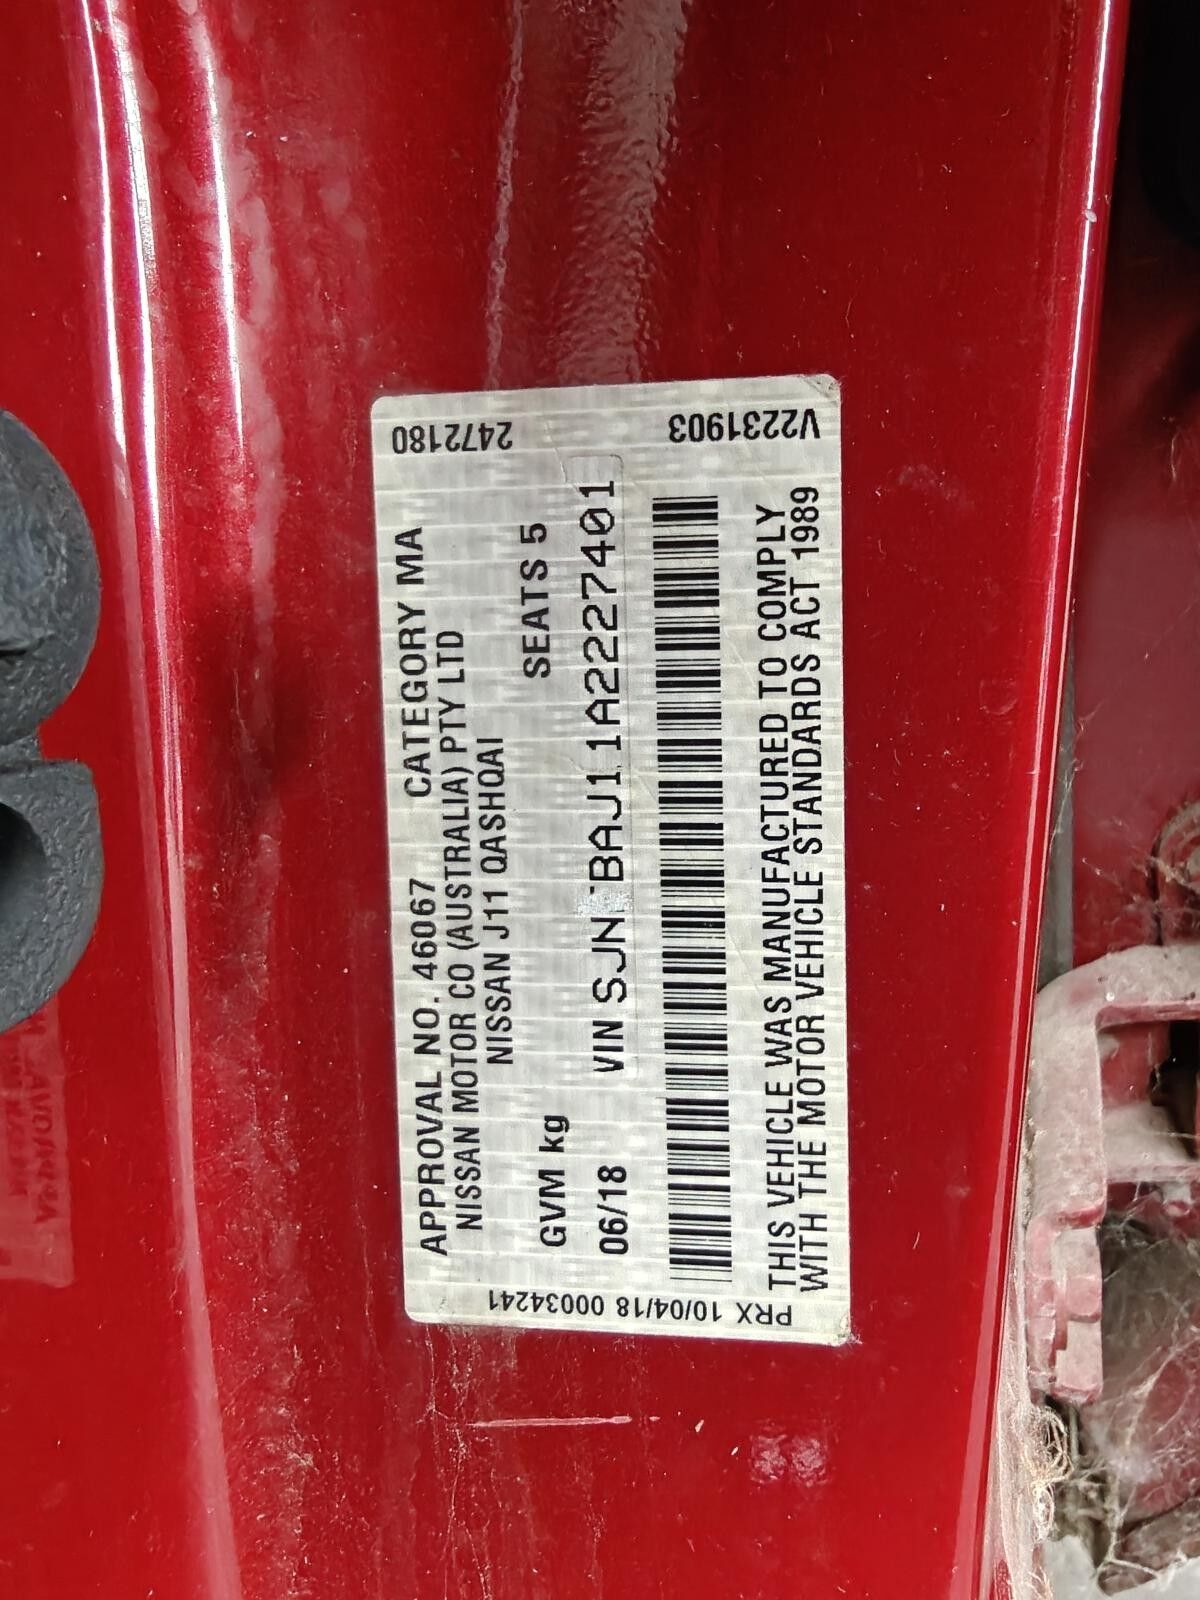 APPROVAL NO. 46067 CATEGORY MA
NISSAN MOTOR CO (AUSTRALIA) PTY LTD
NISSAN J11 QASHQAI
GVM kg SEATS 5
06/18 VIN
THIS VEHICLE WAS MANUFACTURED TO COMPLY
WITH THE MOTOR VEHICLE STANDARDS ACT 1989
PRX 10/04/18 00034241
2472180
V2231903